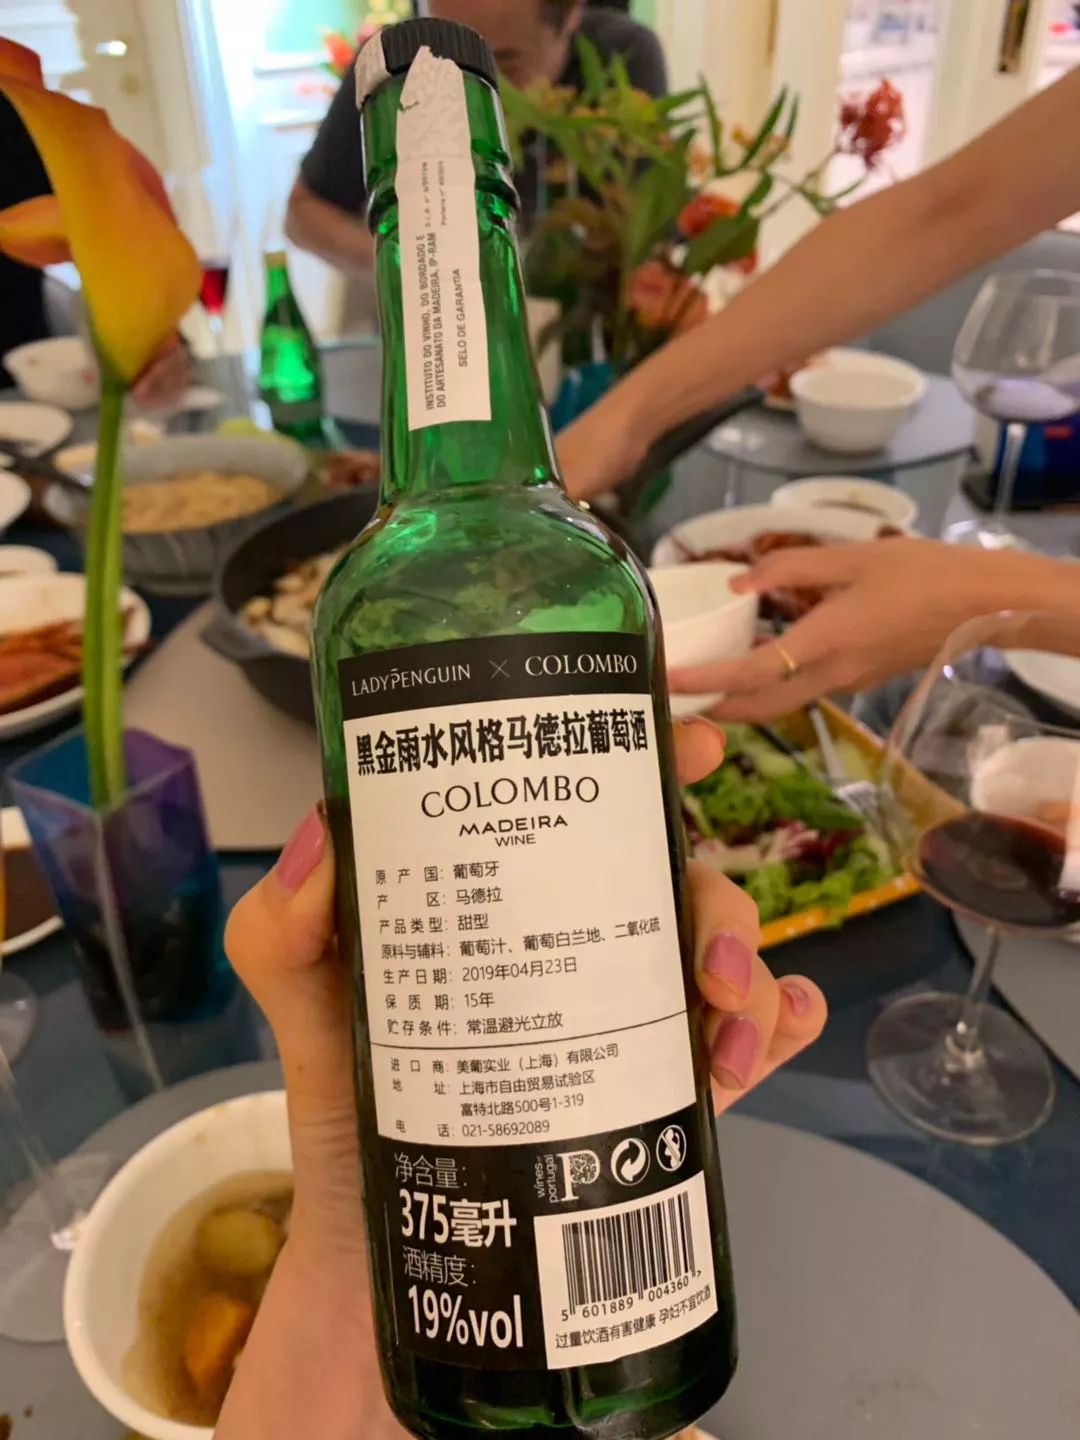 INSTITUTO DO VINHO, DO BORDADO E
DO ARTESANATO DA MADEIRA, IP-RAM
SELO DE GARANTIA
LADYPENGUIN × COLOMBO
黑金雨水风格马德拉葡萄酒
COLOMBO
MADEIRA
WINE
原产国：葡萄牙
产区：马德拉
产品类型：甜型
原料与辅料：葡萄汁、葡萄白兰地、二氧化硫
生产日期：2019年04月23日
保质期：15年
贮存条件：常温避光立放
进口商：美葡实业（上海）有限公司
地址：上海市自由贸易试验区
富特北路500号1-319
电话：021-58692089
净含量：
375毫升
酒精度：
19%vol
wines of
portugal
P
5 601889 004360 >
过量饮酒有害健康 孕妇不宜饮酒